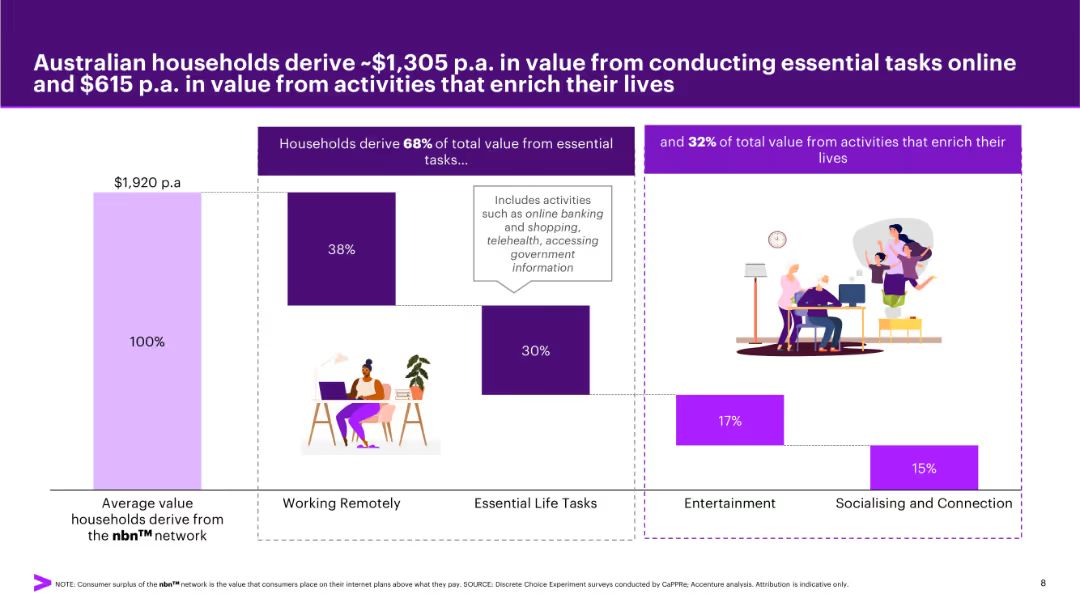 Australian households derive ~$1,305 p.a. in value from conducting essential tasks online
and $615 p.a. in value from activities that enrich their lives
Households derive 68% of total value from essential
tasks...
and 32% of total value from activities that enrich their
lives
$1,920 p.a
100%
38%
Includes activities
such as online banking
and shopping,
telehealth, accessing
government
information
30%
17%
15%
Average value
households derive from
the nbn™ network
Working Remotely
Essential Life Tasks
Entertainment
Socialising and Connection
NOTE: Consumer surplus of the nbn™ network is the value that consumers place on their internet plans above what they pay. SOURCE: Discrete Choice Experiment surveys conducted by CaPPRe; Accenture analysis. Attribution is indicative only.
8